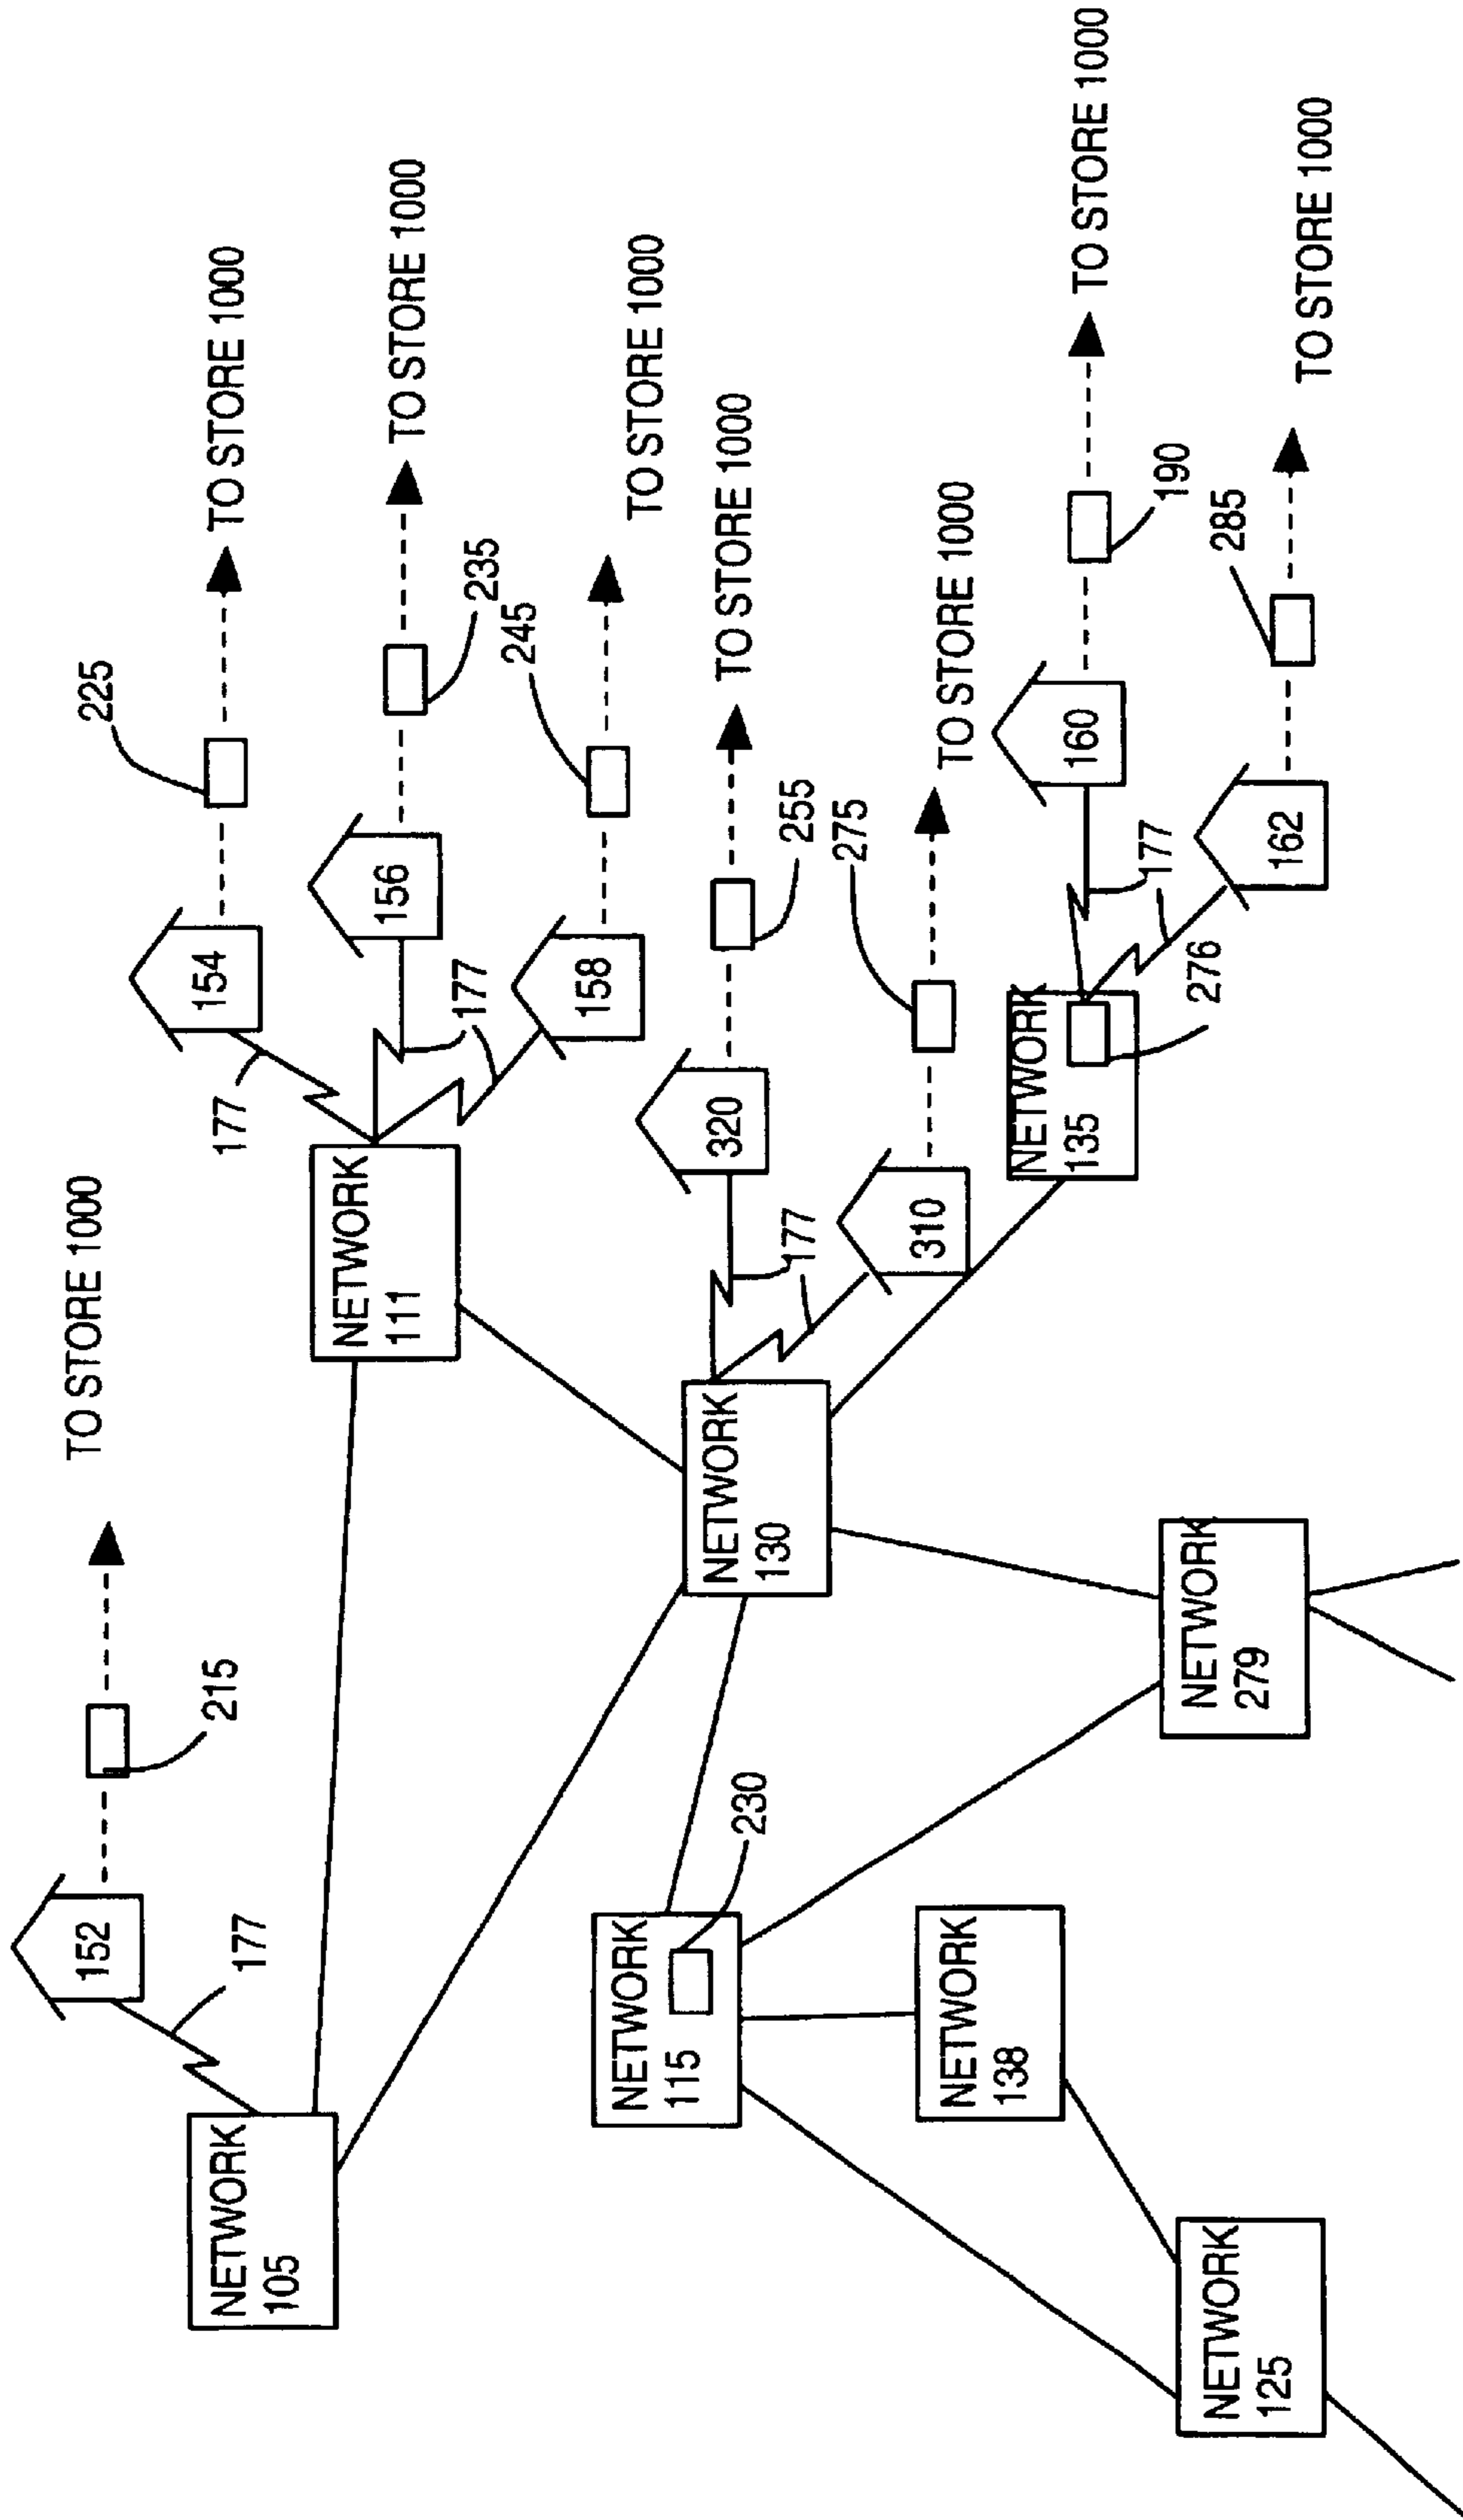 152
177
215
TO STORE 1000
NETWORK
105
154
177
225
TO STORE 1000
NETWORK
111
156
177
235
TO STORE 1000
158
245
TO STORE 1000
NETWORK
115
230
NETWORK
130
320
177
255
TO STORE 1000
310
275
TO STORE 1000
NETWORK
138
NETWORK
135
276
160
177
190
TO STORE 1000
162
285
TO STORE 1000
NETWORK
125
NETWORK
279